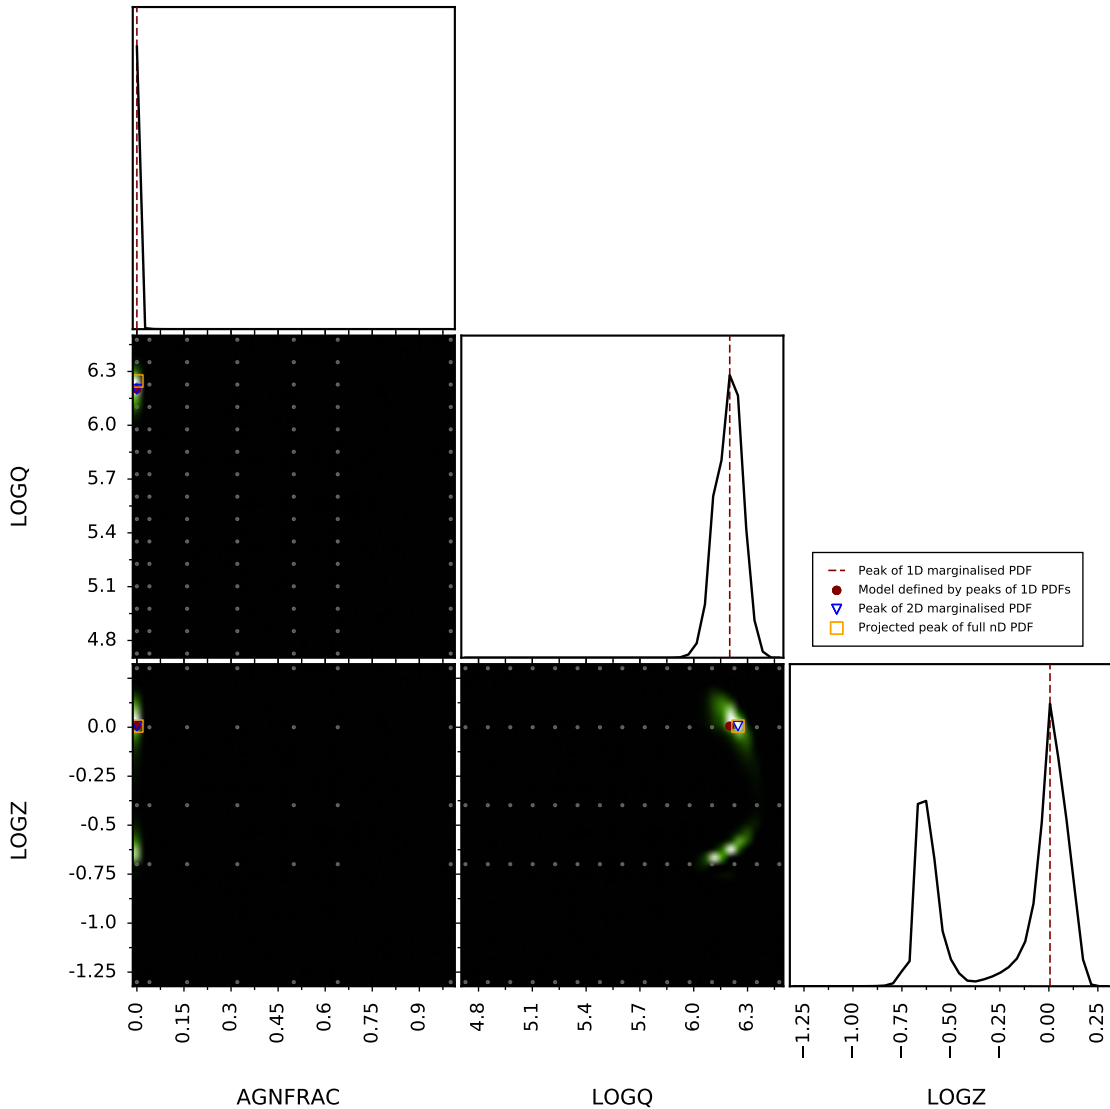 6.3
6.0
5.7
5.4
5.1
4.8
LOGQ
Peak of 1D marginalised PDF
Model defined by peaks of 1D PDFs
Peak of 2D marginalised PDF
Projected peak of full nD PDF
0.0
-0.25
-0.5
-0.75
-1.0
-1.25
LOGZ
0.0 0.15 0.3 0.45 0.6 0.75 0.9
4.8 5.1 5.4 5.7 6.0 6.3
−1.25 −1.00 −0.75 −0.50 −0.25 0.00 0.25
AGNFRAC LOGQ LOGZ